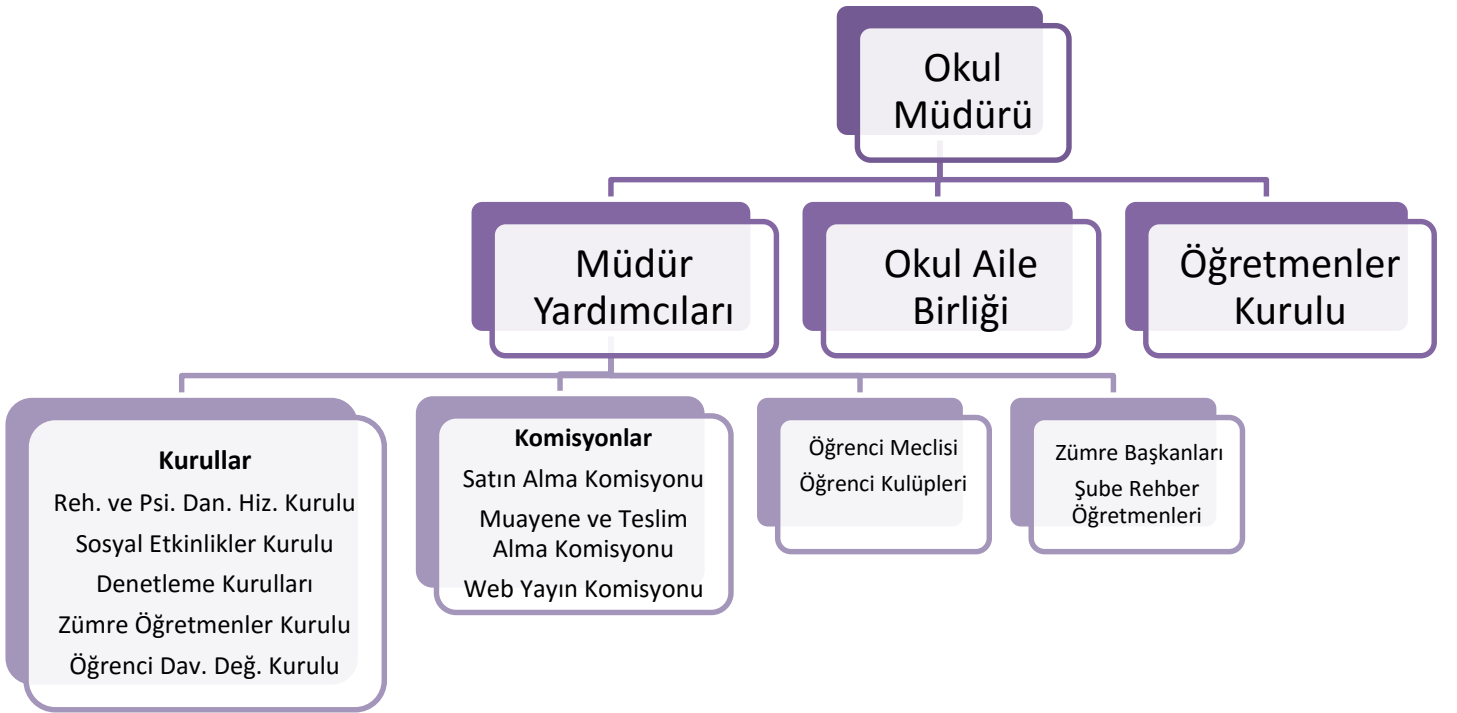 Okul
Müdürü
Müdür
Yardımcıları
Okul Aile
Birliği
Öğretmenler
Kurulu
Kurullar
Reh. ve Psi. Dan. Hiz. Kurulu
Sosyal Etkinlikler Kurulu
Denetleme Kurulları
Zümre Öğretmenler Kurulu
Öğrenci Dav. Değ. Kurulu
Komisyonlar
Satın Alma Komisyonu
Muayene ve Teslim
Alma Komisyonu
Web Yayın Komisyonu
Öğrenci Meclisi
Öğrenci Kulüpleri
Zümre Başkanları
Şube Rehber
Öğretmenleri